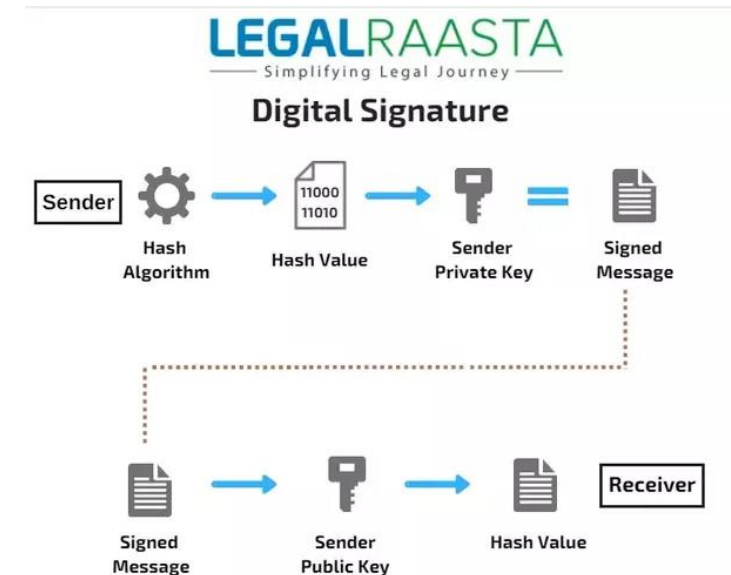 LEGALRAASTA
Simplifying Legal Journey
Digital Signature
Sender
11000
11010
Hash
Algorithm
Hash Value
Sender
Private Key
Signed
Message
Signed
Message
Sender
Public Key
Hash Value
Receiver